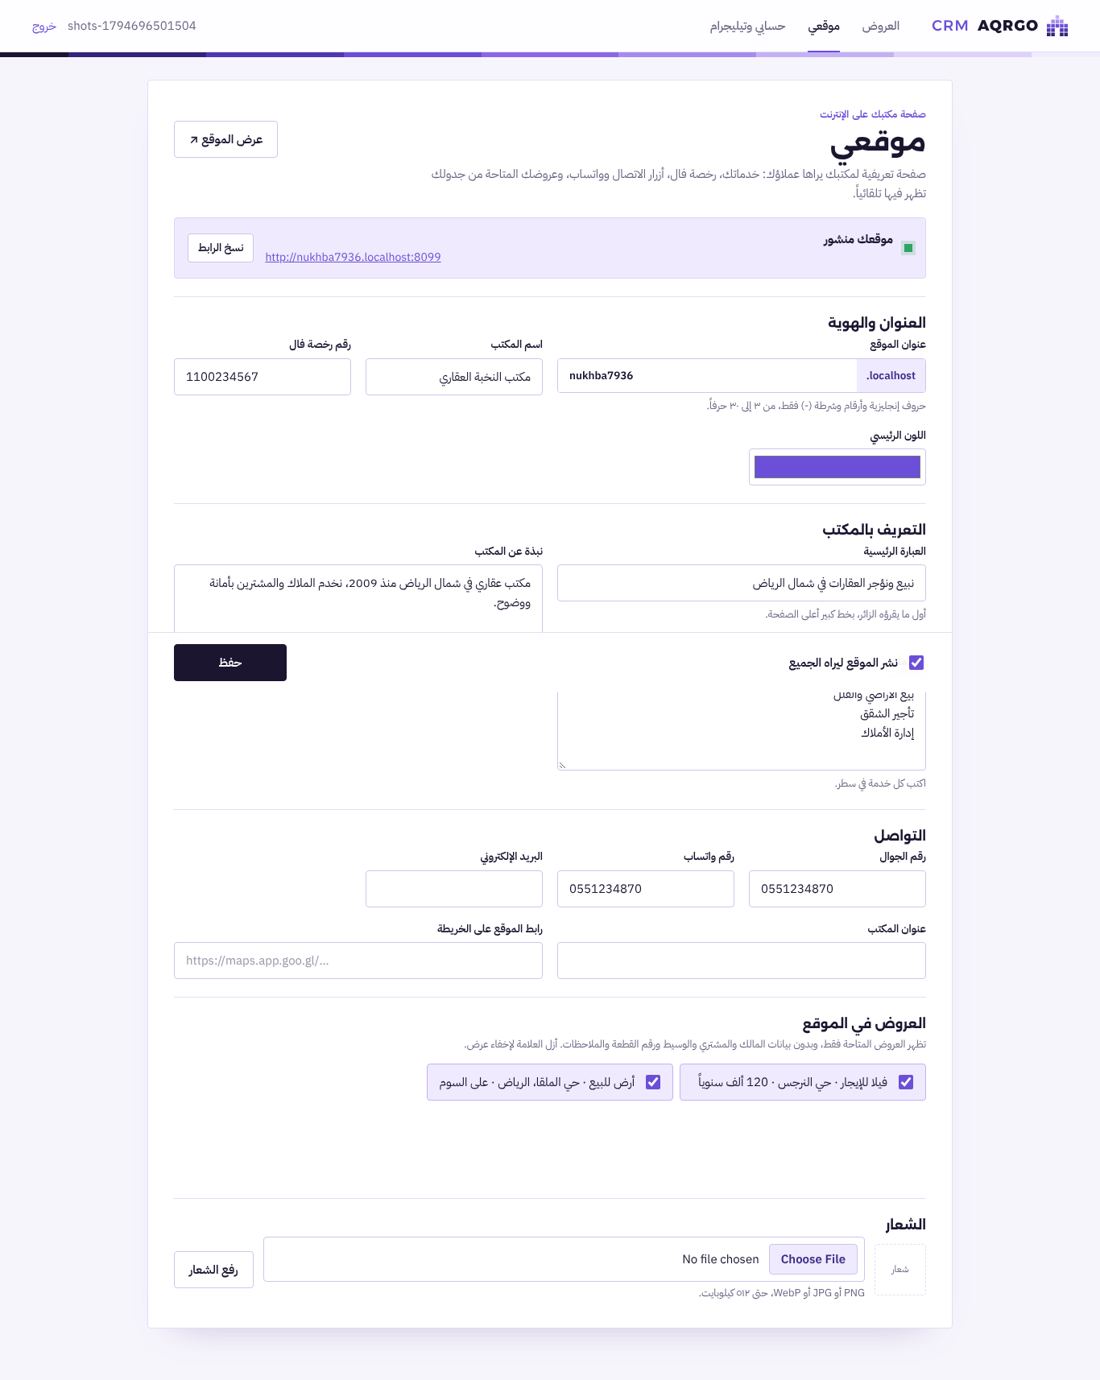 AQRGO CRM
العروض
موقعي
حسابي وتيليجرام
shots-1794696501504
خروج
صفحة مكتبك على الإنترنت
موقعي
عرض الموقع ↗
صفحة تعريفية لمكتبك يراها عملاؤك: خدماتك، رخصة فال، أزرار الاتصال وواتساب، وعروضك المتاحة من جدولك
تظهر فيها تلقائياً.
موقعك منشور
http://nukhba7936.localhost:8099
نسخ الرابط
العنوان والهوية
عنوان الموقع
اسم المكتب
رقم رخصة فال
.localhost
nukhba7936
مكتب النخبة العقاري
1100234567
حروف إنجليزية وأرقام وشرطة (-) فقط، من ٣ إلى ٣٠ حرفاً.
اللون الرئيسي
التعريف بالمكتب
العبارة الرئيسية
نبذة عن المكتب
نبيع ونؤجر العقارات في شمال الرياض
مكتب عقاري في شمال الرياض منذ 2009، نخدم الملاك والمشترين بأمانة
ووضوح.
أول ما يقرؤه الزائر، بخط كبير أعلى الصفحة.
نشر الموقع ليراه الجميع
حفظ
بيع الأراضي والفلل
تأجير الشقق
إدارة الأملاك
اكتب كل خدمة في سطر.
التواصل
رقم الجوال
رقم واتساب
البريد الإلكتروني
0551234870
0551234870
عنوان المكتب
رابط الموقع على الخريطة
https://maps.app.goo.gl/...
العروض في الموقع
تظهر العروض المتاحة فقط، وبدون بيانات المالك والمشتري والوسيط ورقم القطعة والملاحظات. أزل العلامة لإخفاء عرض.
فيلا للإيجار · حي النرجس · 120 ألف سنوياً
أرض للبيع · حي الملقا، الرياض · على السوم
الشعار
شعار
Choose File
No file chosen
رفع الشعار
PNG أو JPG أو WebP، حتى ٥١٢ كيلوبايت.